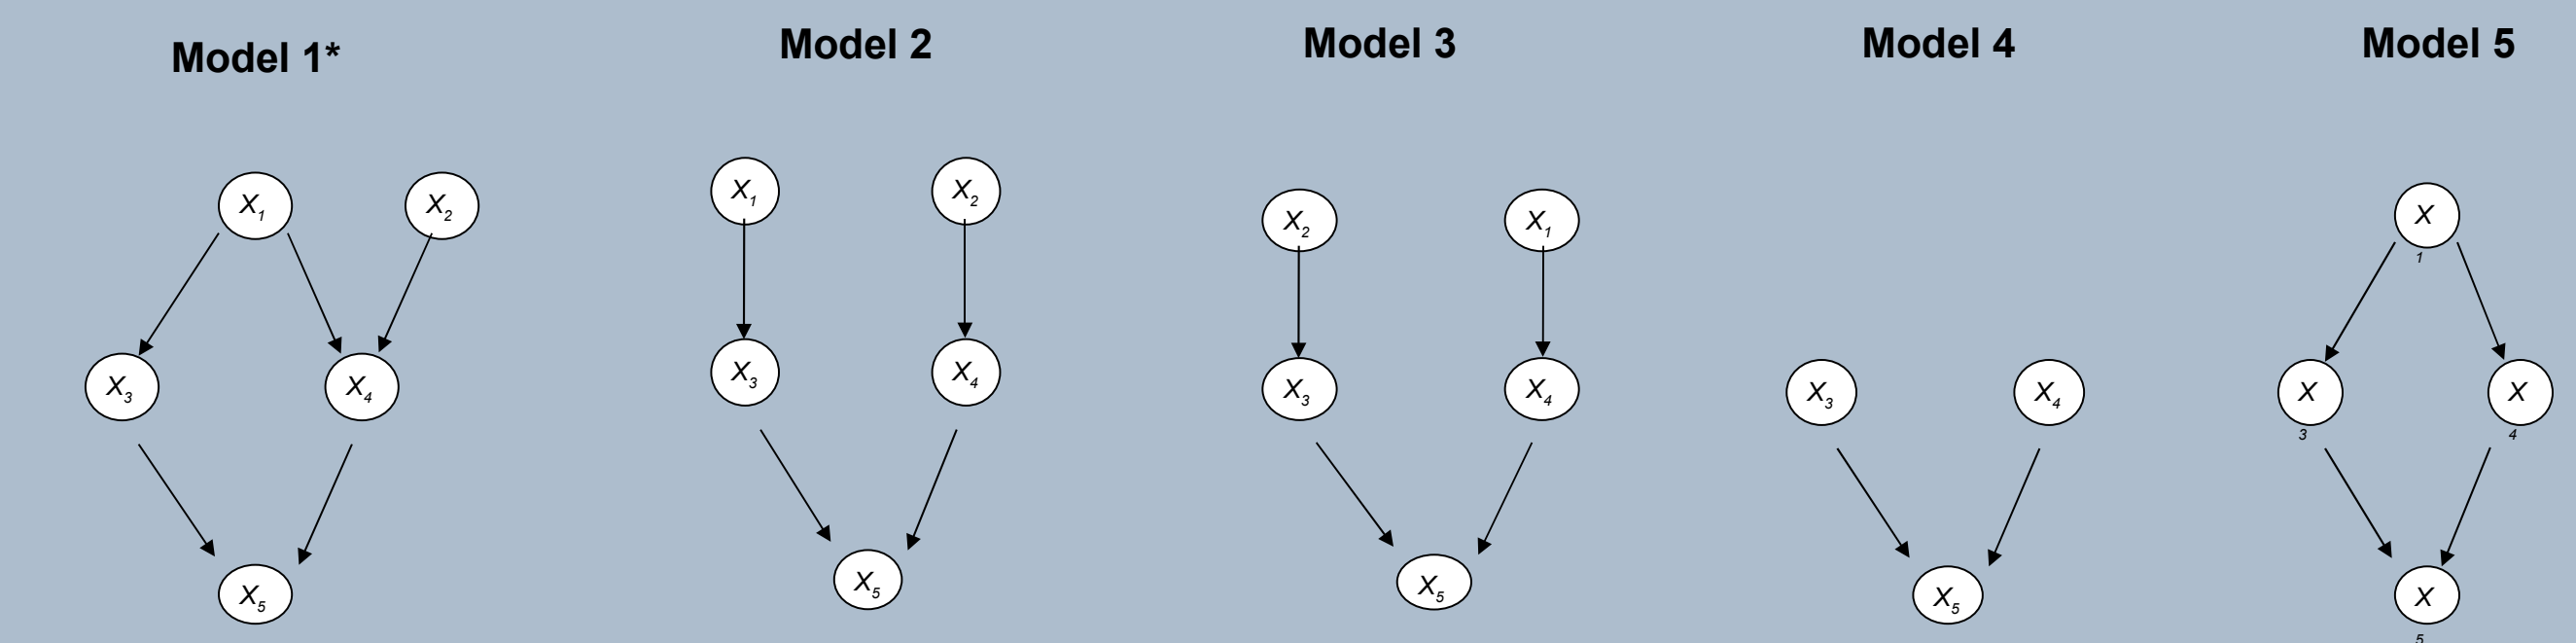 Model 1*
X1 X2
X3 X4
X5
Model 2
X1 X2
X3 X4
X5
Model 3
X2 X1
X3 X4
X5
Model 4
X3 X4
X5
Model 5
X
1
X X
3 4
X
5